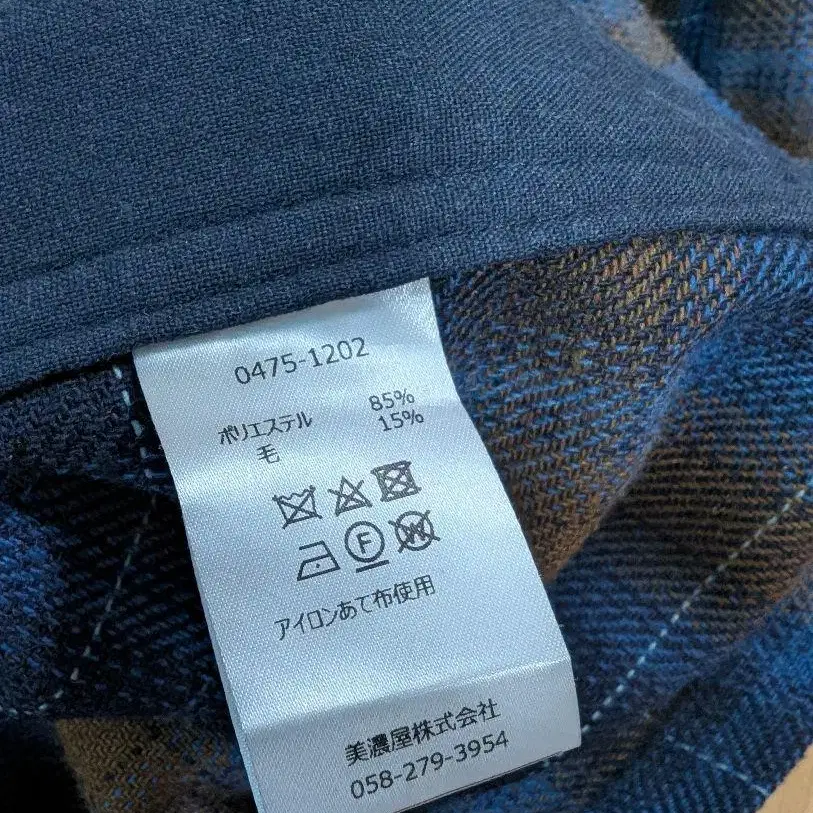 0475-1202
ポリエステル 85%
毛 15%
F W
アイロンあて布使用
美濃屋株式会社
058-279-3954